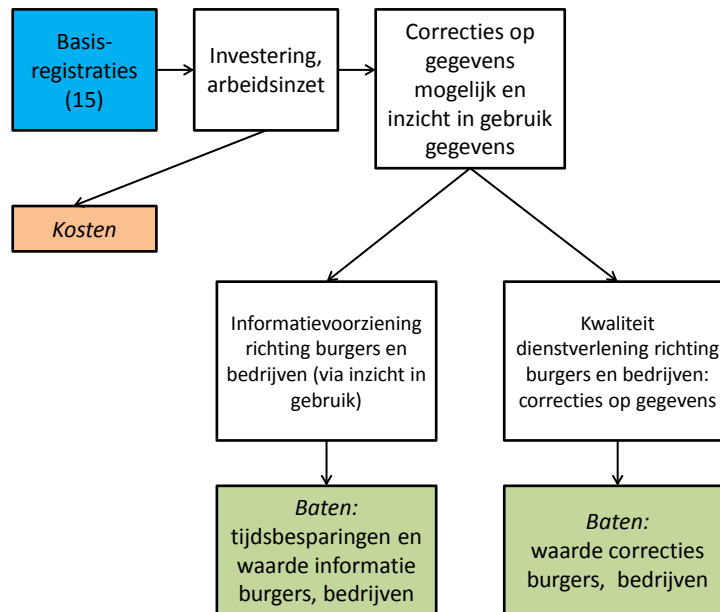 Basis-
registraties
(15)
Investering,
arbeidsinzet
Correcties op
gegevens
mogelijk en
inzicht in gebruik
gegevens
Kosten
Informatievoorziening
richting burgers en
bedrijven (via inzicht in
gebruik)
Kwaliteit
dienstverlening richting
burgers en bedrijven:
correcties op gegevens
Baten:
tijdsbesparingen en
waarde informatie
burgers, bedrijven
Baten:
waarde correcties
burgers, bedrijven